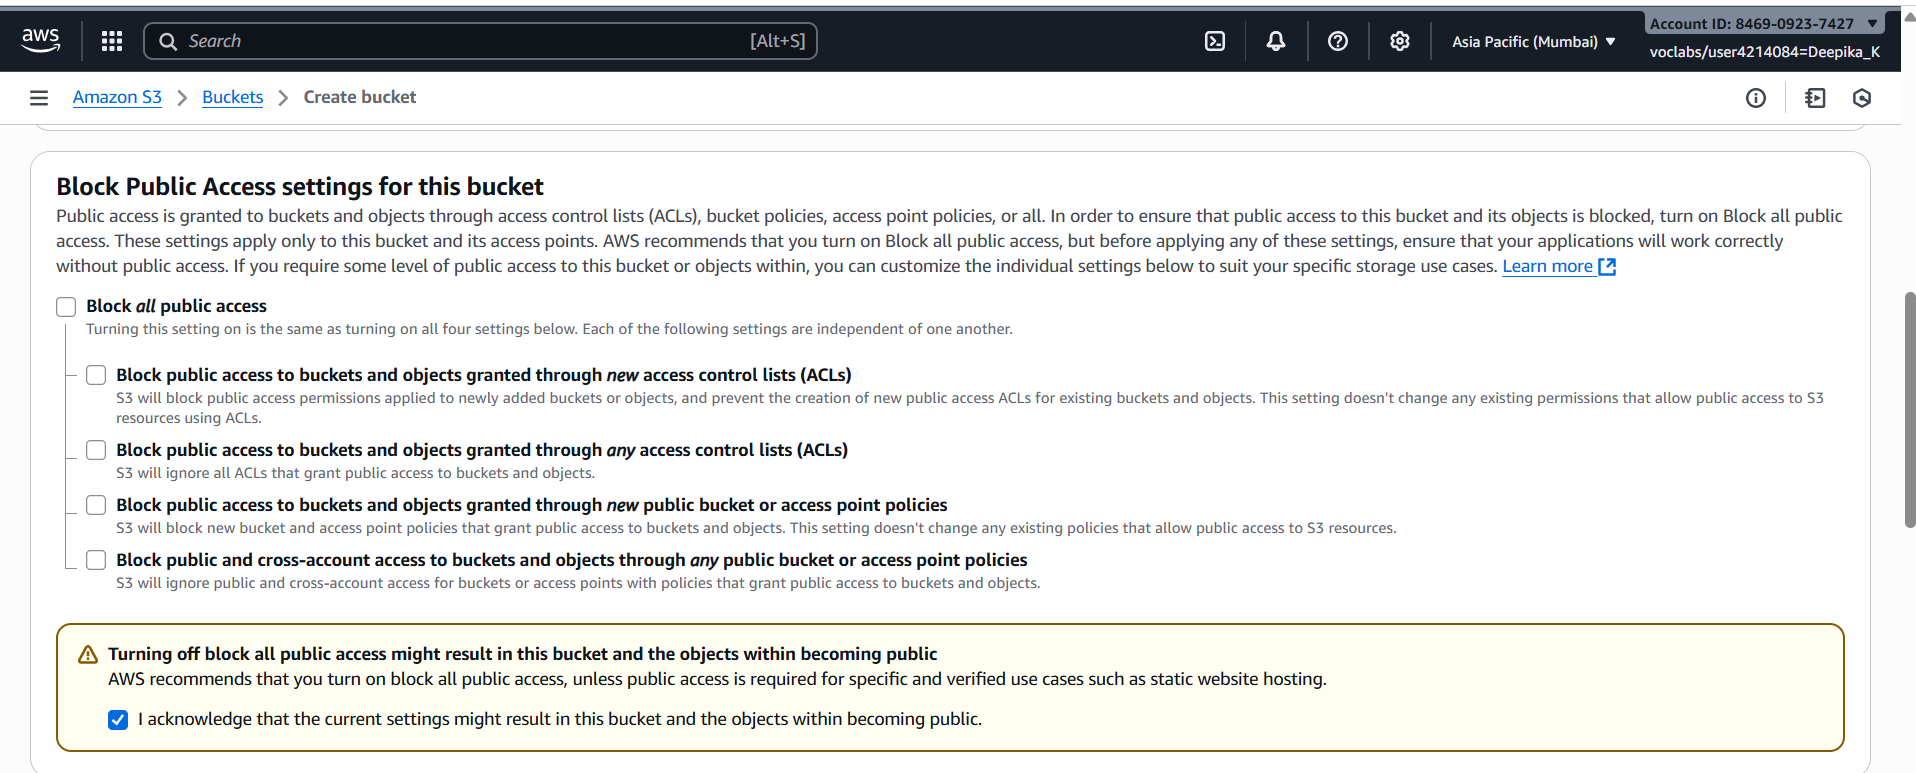 aws
Search
[Alt+S]
Asia Pacific (Mumbai)
Account ID: 8469-0923-7427
voclabs/user4214084=Deepika_K
Amazon S3 > Buckets > Create bucket
Block Public Access settings for this bucket
Public access is granted to buckets and objects through access control lists (ACLs), bucket policies, access point policies, or all. In order to ensure that public access to this bucket and its objects is blocked, turn on Block all public
access. These settings apply only to this bucket and its access points. AWS recommends that you turn on Block all public access, but before applying any of these settings, ensure that your applications will work correctly
without public access. If you require some level of public access to this bucket or objects within, you can customize the individual settings below to suit your specific storage use cases. Learn more
Block all public access
Turning this setting on is the same as turning on all four settings below. Each of the following settings are independent of one another.
Block public access to buckets and objects granted through new access control lists (ACLs)
S3 will block public access permissions applied to newly added buckets or objects, and prevent the creation of new public access ACLs for existing buckets and objects. This setting doesn't change any existing permissions that allow public access to S3
resources using ACLs.
Block public access to buckets and objects granted through any access control lists (ACLs)
S3 will ignore all ACLs that grant public access to buckets and objects.
Block public access to buckets and objects granted through new public bucket or access point policies
S3 will block new bucket and access point policies that grant public access to buckets and objects. This setting doesn't change any existing policies that allow public access to S3 resources.
Block public and cross-account access to buckets and objects through any public bucket or access point policies
S3 will ignore public and cross-account access for buckets or access points with policies that grant public access to buckets and objects.
Turning off block all public access might result in this bucket and the objects within becoming public
AWS recommends that you turn on block all public access, unless public access is required for specific and verified use cases such as static website hosting.
I acknowledge that the current settings might result in this bucket and the objects within becoming public.